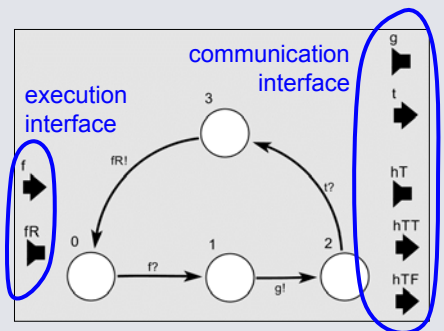 communication
interface
execution
interface
g
t
hT
hTT
hTF
f
fR
3
fR!
t?
0
1
2
f?
g!